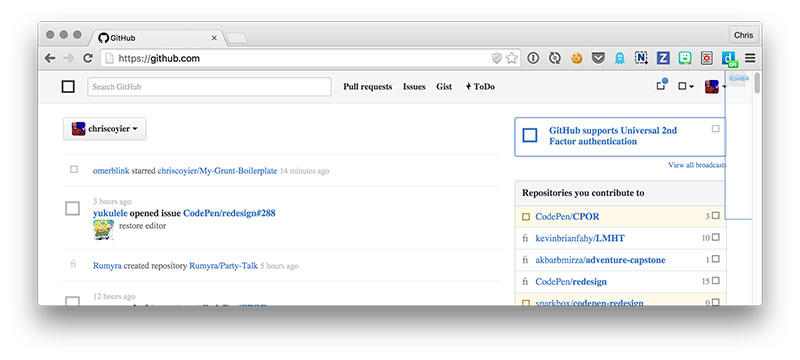 GitHub
Chris
https://github.com
Search GitHub
Pull requests Issues Gist ToDo
chriscoyier
omerblink starred chriscoyier/My-Grunt-Boilerplate 14 minutes ago
3 hours ago
yukulele opened issue CodePen/redesign#288
restore editor
Rumyra created repository Rumyra/Party-Talk 5 hours ago
12 hours ago
GitHub supports Universal 2nd
Factor authentication
View all broadcasts
Repositories you contribute to
CodePen/CPOR 3
kevinbrianfahy/LMHT 10
akbarbmirza/adventure-capstone 1
CodePen/redesign 15
sparkbox/codepen-redesign 0